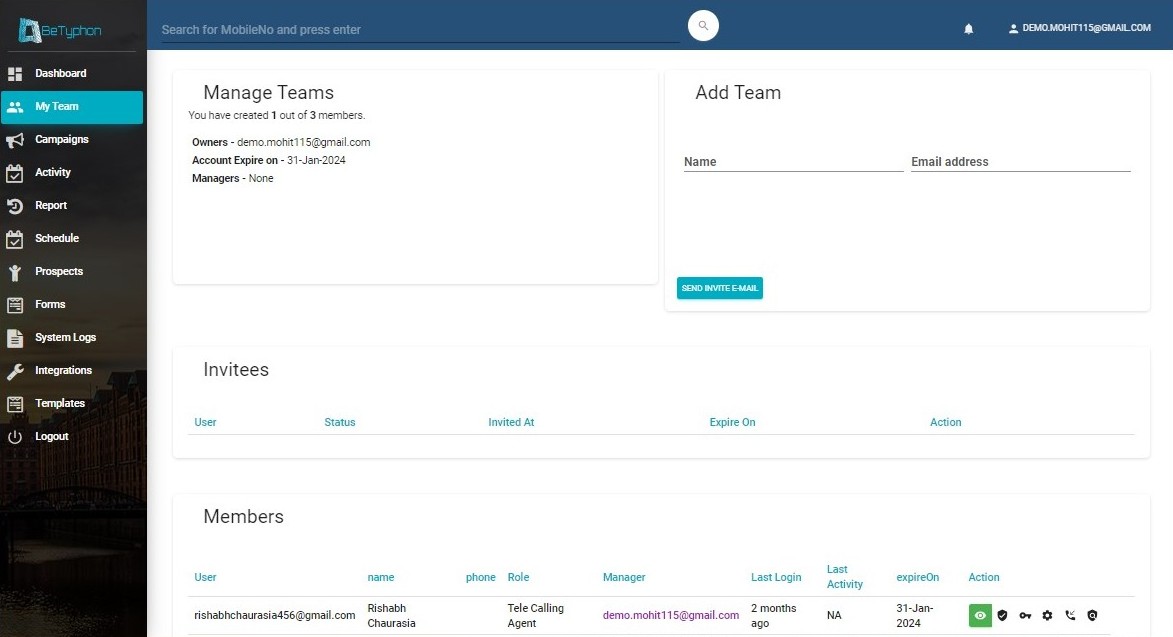 BeTyphon
Search for MobileNo and press enter
DEMO.MOHIT115@GMAIL.COM
Dashboard
My Team
Campaigns
Activity
Report
Schedule
Prospects
Forms
System Logs
Integrations
Templates
Logout
Manage Teams
You have created 1 out of 3 members.
Owners - demo.mohit115@gmail.com
Account Expire on - 31-Jan-2024
Managers - None
Add Team
Name Email address
SEND INVITE E-MAIL
Invitees
User Status Invited At Expire On Action
Members
User name phone Role Manager Last Login Last Activity expireOn Action
rishabhchaurasia456@gmail.com Rishabh Chaurasia Tele Calling Agent demo.mohit115@gmail.com 2 months ago NA 31-Jan-2024